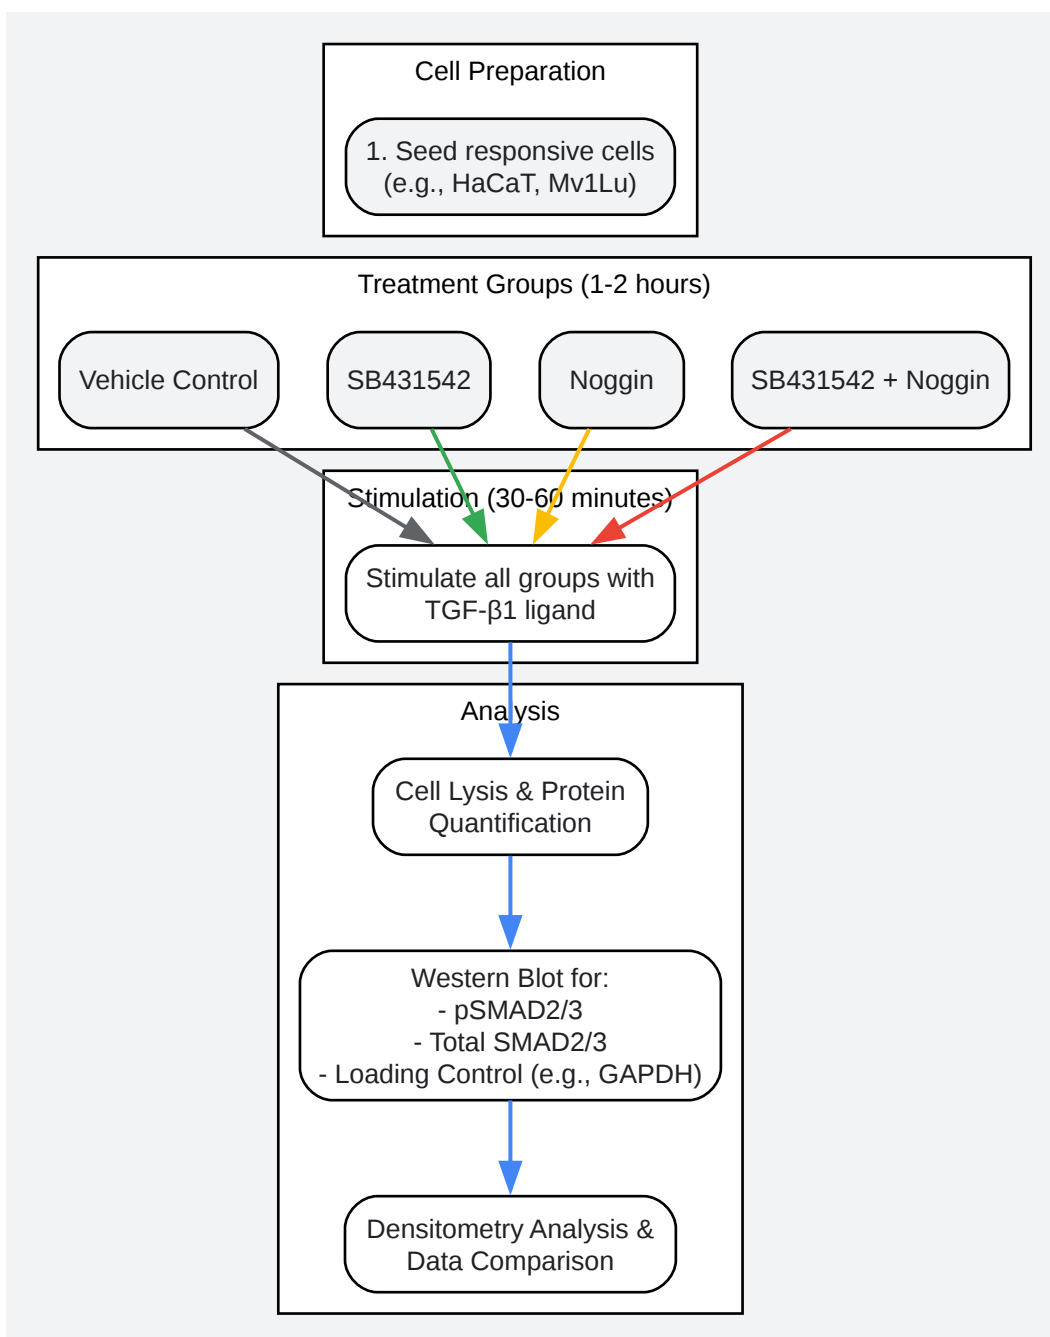 Cell Preparation
1. Seed responsive cells
(e.g., HaCaT, Mv1Lu)
Treatment Groups (1-2 hours)
Vehicle Control
SB431542
Noggin
SB431542 + Noggin
Stimulation (30-60 minutes)
Stimulate all groups with
TGF-β1 ligand
Analysis
Cell Lysis & Protein
Quantification
Western Blot for:
- pSMAD2/3
- Total SMAD2/3
- Loading Control (e.g., GAPDH)
Densitometry Analysis &
Data Comparison